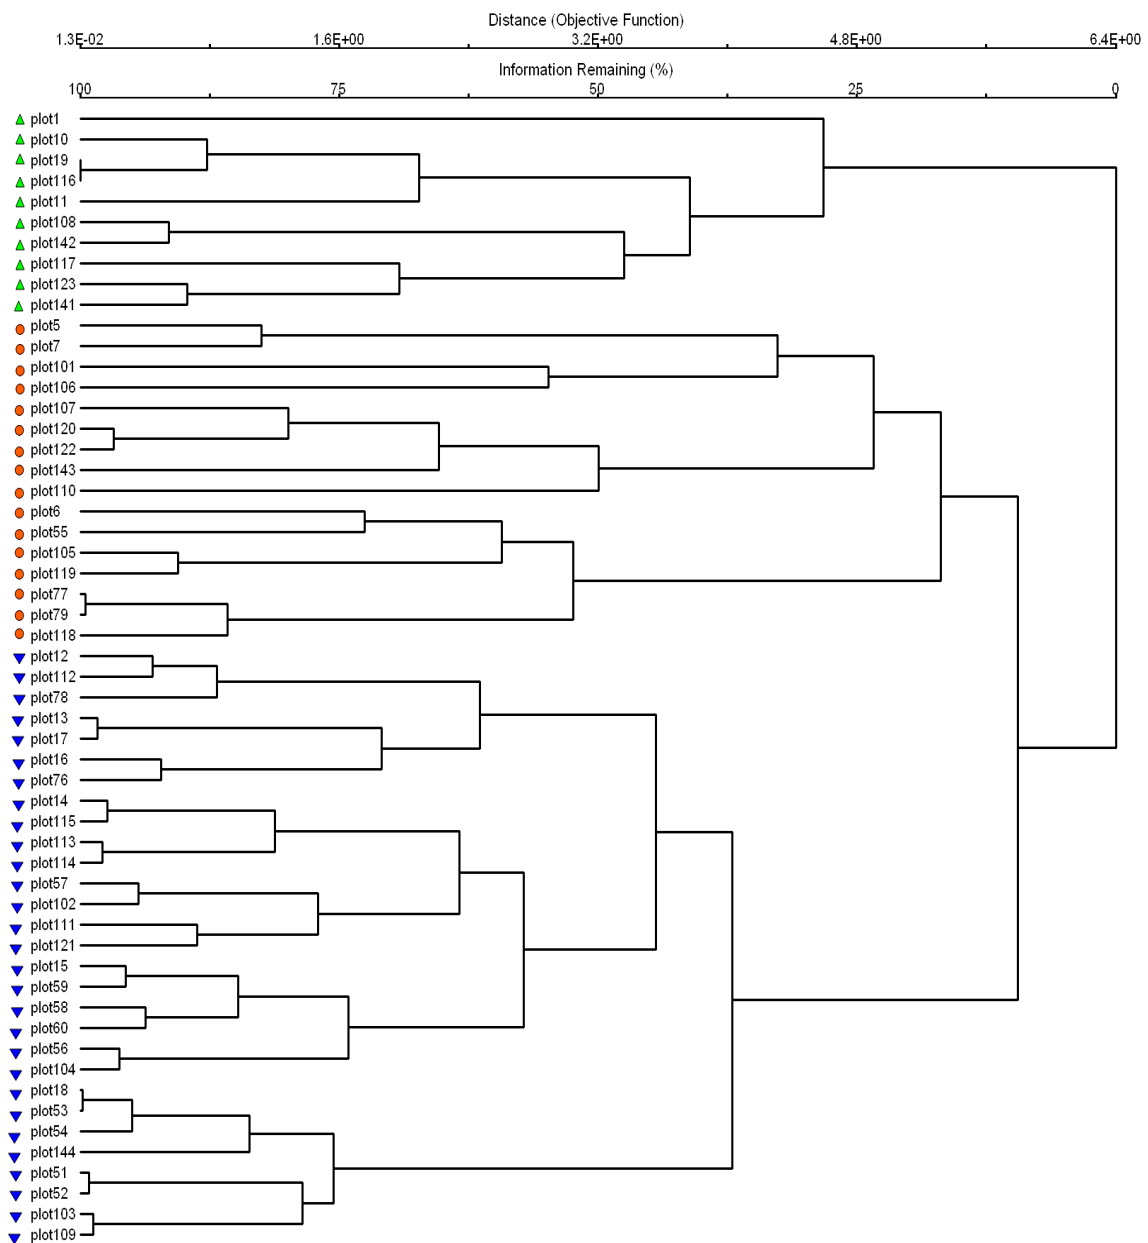 Distance (Objective Function)
1.3E-02 1.6E+00 3.2E+00 4.8E+00 6.4E+00
Information Remaining (%)
100 75 50 25 0
plot1
plot10
plot19
plot116
plot11
plot108
plot142
plot117
plot123
plot141
plot5
plot7
plot101
plot106
plot107
plot120
plot122
plot143
plot110
plot6
plot55
plot105
plot119
plot77
plot79
plot118
plot12
plot112
plot78
plot13
plot17
plot16
plot76
plot14
plot115
plot113
plot114
plot57
plot102
plot111
plot121
plot15
plot59
plot58
plot60
plot56
plot104
plot18
plot53
plot54
plot144
plot51
plot52
plot103
plot109